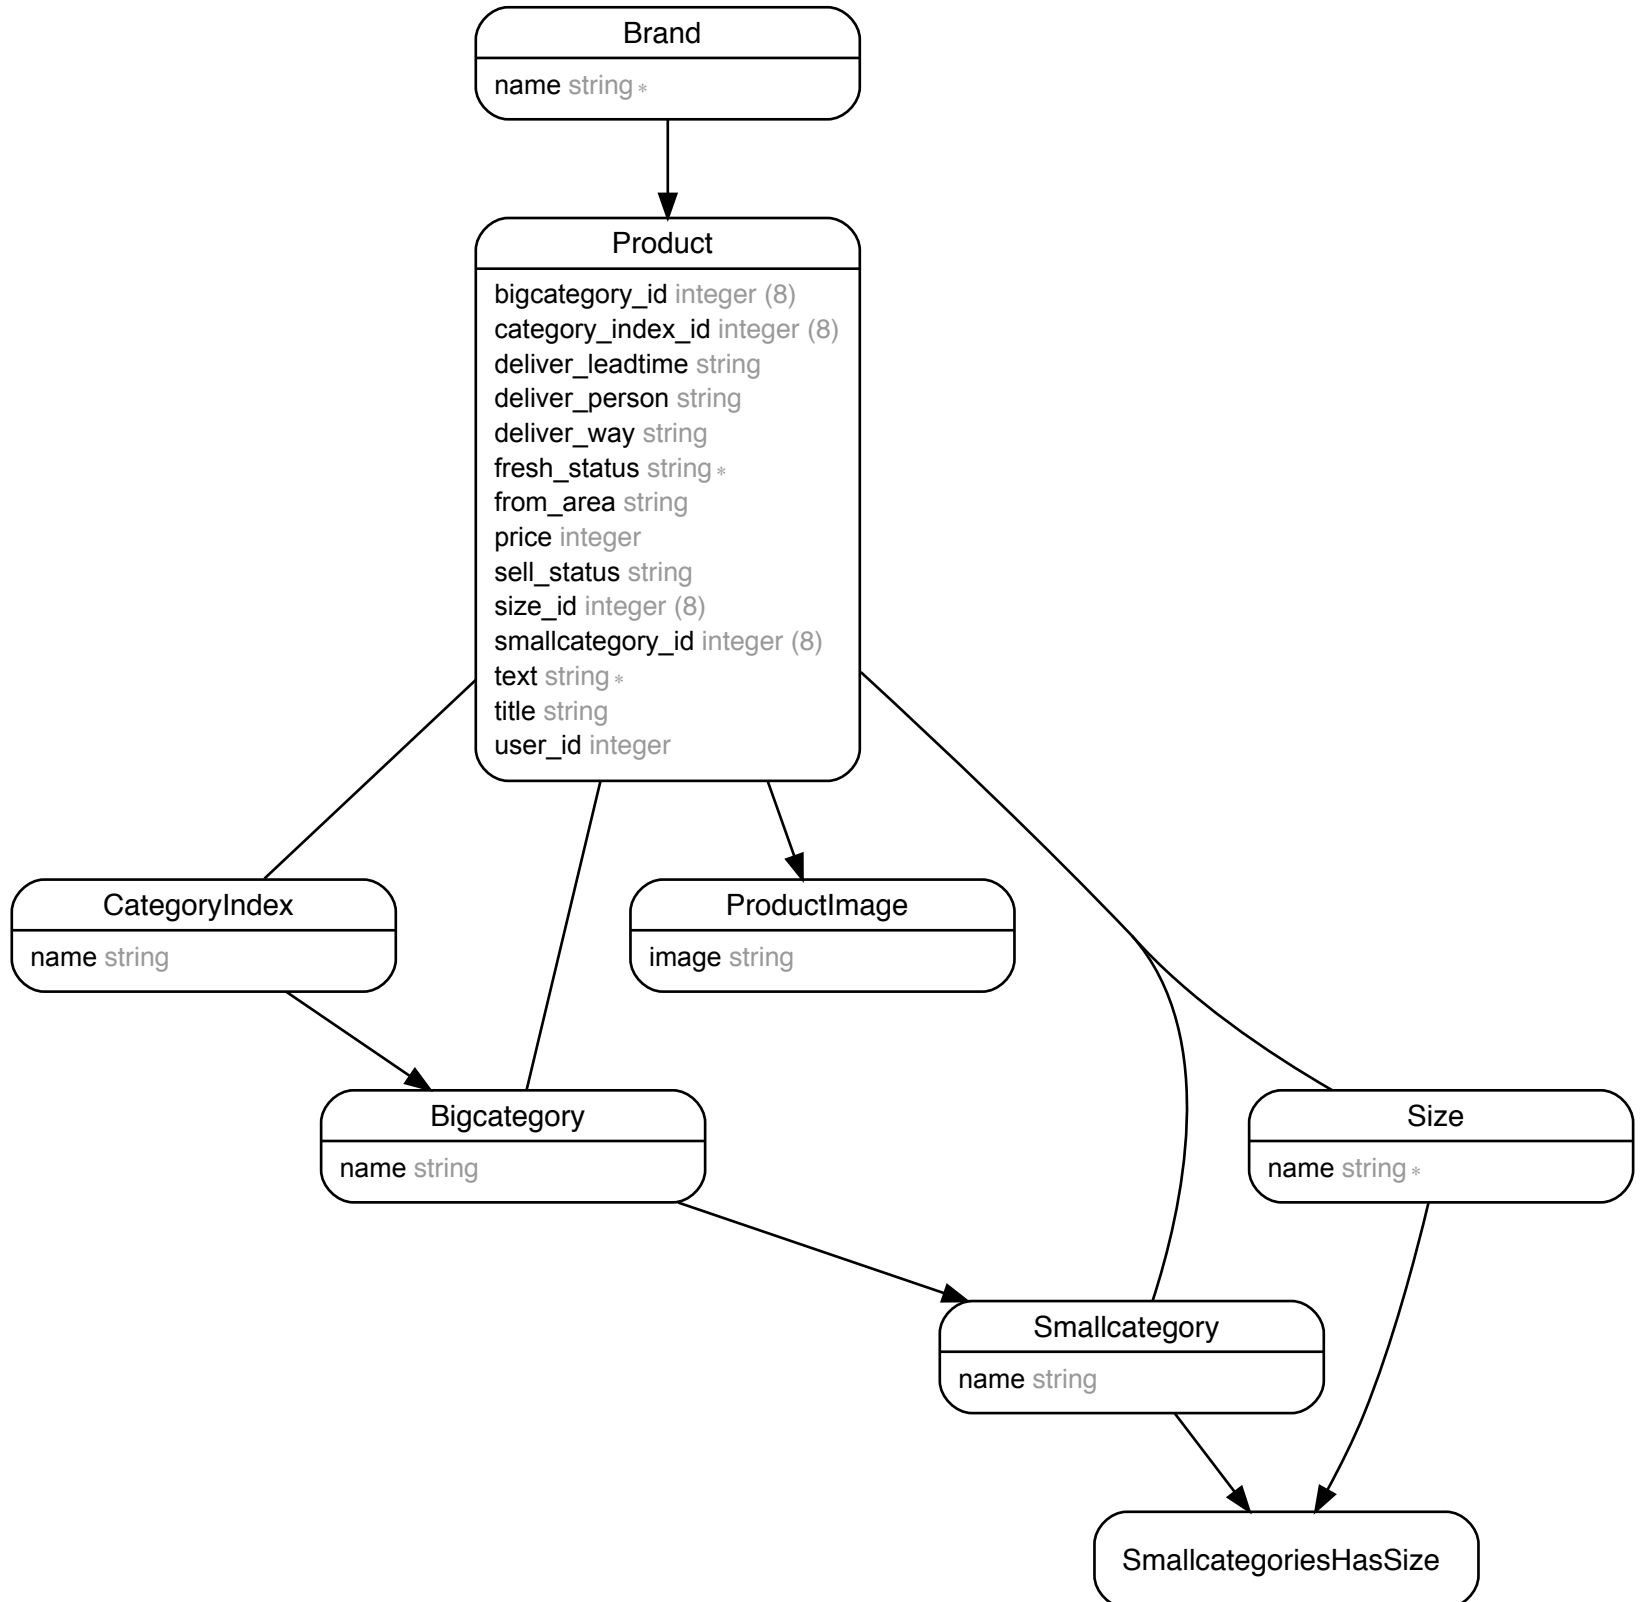 Brand
name string *
Product
bigcategory_id integer (8)
category_index_id integer (8)
deliver_leadtime string
deliver_person string
deliver_way string
fresh_status string *
from_area string
price integer
sell_status string
size_id integer (8)
smallcategory_id integer (8)
text string *
title string
user_id integer
CategoryIndex
name string
ProductImage
image string
Bigcategory
name string
Size
name string *
Smallcategory
name string
SmallcategoriesHasSize